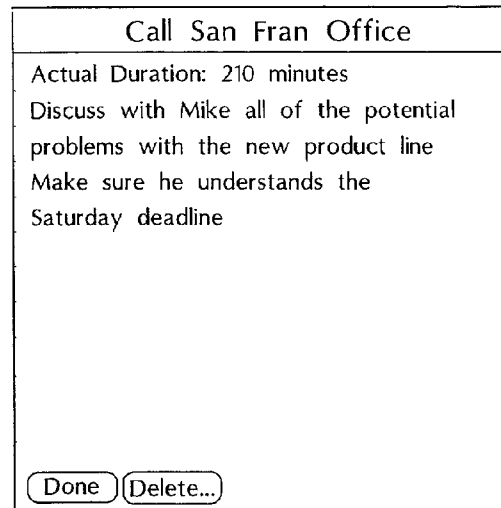 Call San Fran Office
Actual Duration: 210 minutes
Discuss with Mike all of the potential
problems with the new product line
Make sure he understands the
Saturday deadline
Done Delete...